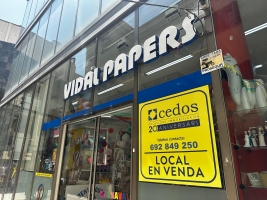 VIDAL PAPERS
cedos
20 ANIVERSARI
692 849 250
LOCAL
EN VENDA